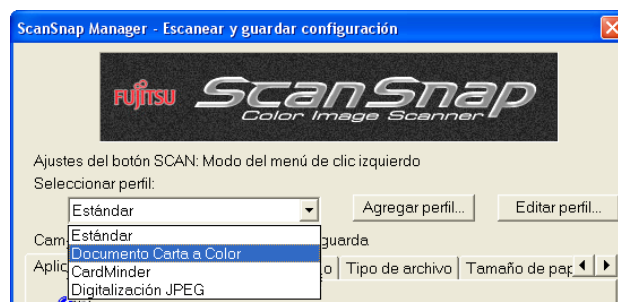 ScanSnap Manager - Escanear y guardar configuración
FUJITSU ScanSnap
Color Image Scanner
Ajustes del botón SCAN: Modo del menú de clic izquierdo
Seleccionar perfil:
Estándar Agregar perfil... Editar perfil...
Estándar
Documento Carta a Color
CardMinder
Digitalización JPEG
guarda
Tipo de archivo Tamaño de